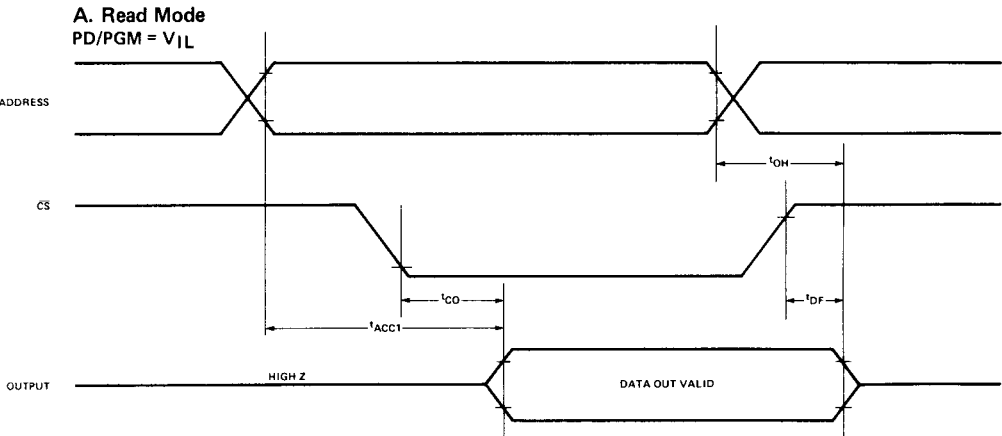 A. Read Mode
PD/PGM = VIL
ADDRESS
tOH
CS
tCO
tDF
tACC1
OUTPUT
HIGH Z
DATA OUT VALID